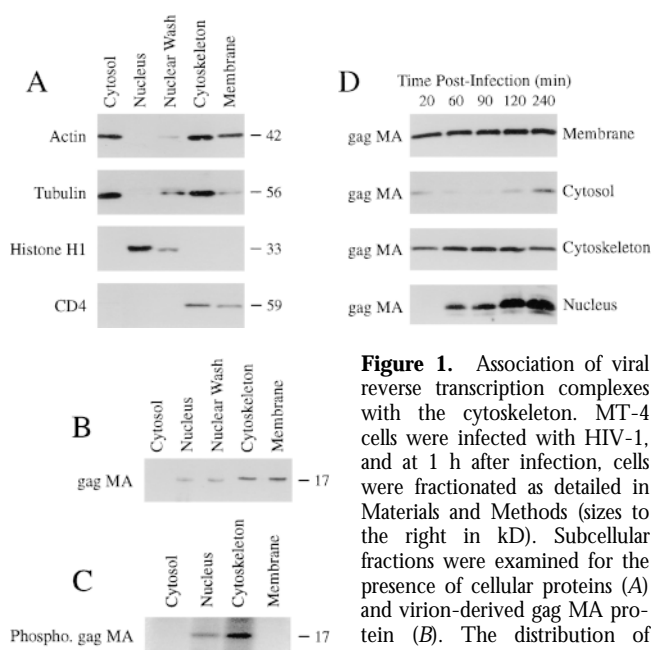 A
Cytosol
Nucleus
Nuclear Wash
Cytoskeleton
Membrane
Actin – 42
Tubulin – 56
Histone H1 – 33
CD4 – 59
B
Cytosol
Nucleus
Nuclear Wash
Cytoskeleton
Membrane
gag MA – 17
C
Cytosol
Nucleus
Cytoskeleton
Membrane
Phospho. gag MA – 17
D
Time Post-Infection (min)
20 60 90 120 240
gag MA Membrane
gag MA Cytosol
gag MA Cytoskeleton
gag MA Nucleus
Figure 1. Association of viral
reverse transcription complexes
with the cytoskeleton. MT-4
cells were infected with HIV-1,
and at 1 h after infection, cells
were fractionated as detailed in
Materials and Methods (sizes to
the right in kD). Subcellular
fractions were examined for the
presence of cellular proteins (A)
and virion-derived gag MA pro-
tein (B). The distribution of